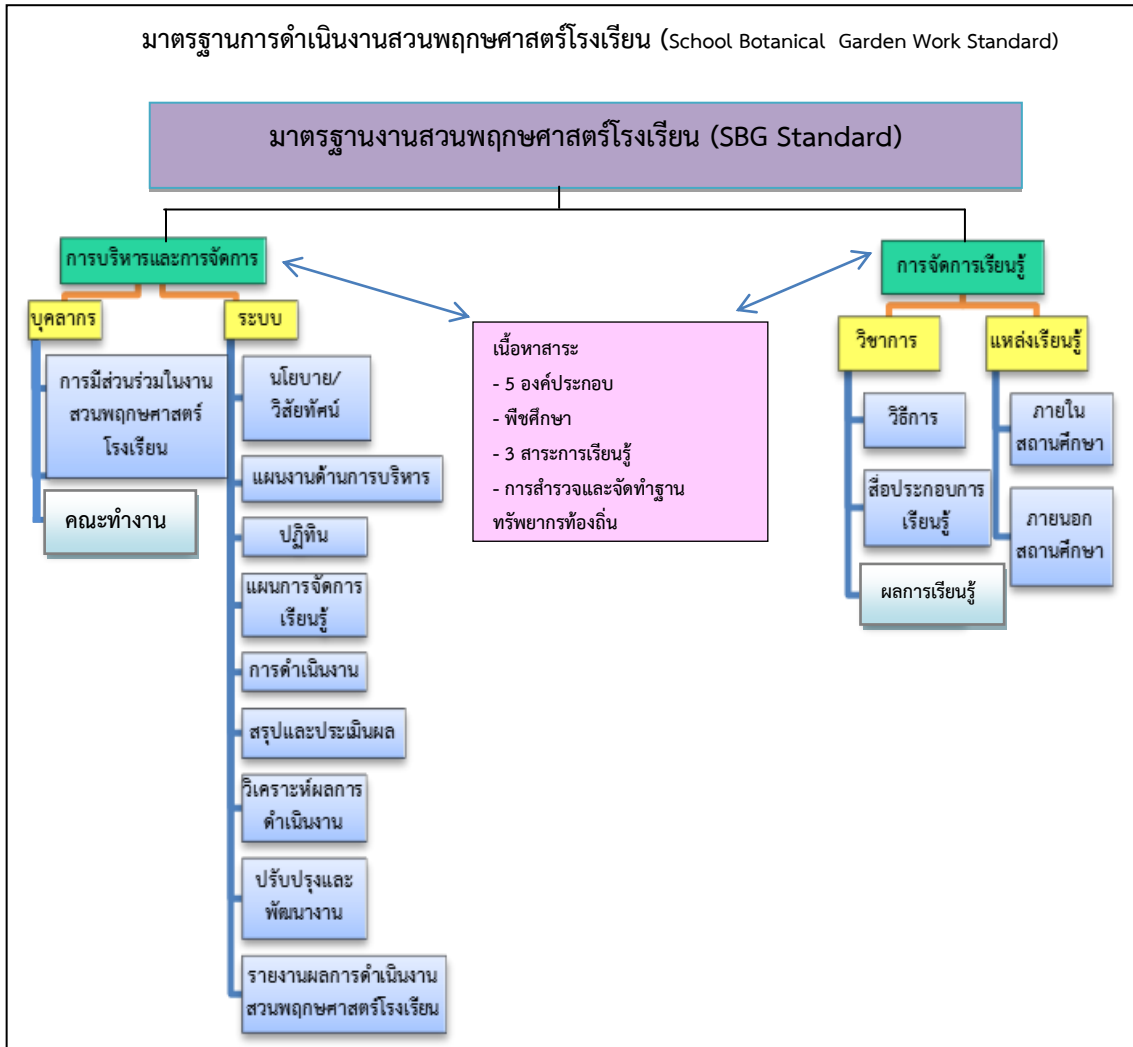 มาตรฐานการดำเนินงานสวนพฤกษศาสตร์โรงเรียน (School Botanical Garden Work Standard)
มาตรฐานงานสวนพฤกษศาสตร์โรงเรียน (SBG Standard)
การบริหารและการจัดการ
บุคลากร
การมีส่วนร่วมในงาน
สวนพฤกษศาสตร์
โรงเรียน
คณะทำงาน
ระบบ
นโยบาย/
วิสัยทัศน์
แผนงานด้านการบริหาร
ปฏิทิน
แผนการจัดการ
เรียนรู้
การดำเนินงาน
สรุปและประเมินผล
วิเคราะห์ผลการ
ดำเนินงาน
ปรับปรุงและ
พัฒนางาน
รายงานผลการดำเนินงาน
สวนพฤกษศาสตร์โรงเรียน
เนื้อหาสาระ
- 5 องค์ประกอบ
- พืชศึกษา
- 3 สาระการเรียนรู้
- การสำรวจและจัดทำฐาน
ทรัพยากรท้องถิ่น
การจัดการเรียนรู้
วิชาการ
วิธีการ
สื่อประกอบการ
เรียนรู้
ผลการเรียนรู้
แหล่งเรียนรู้
ภายใน
สถานศึกษา
ภายนอก
สถานศึกษา